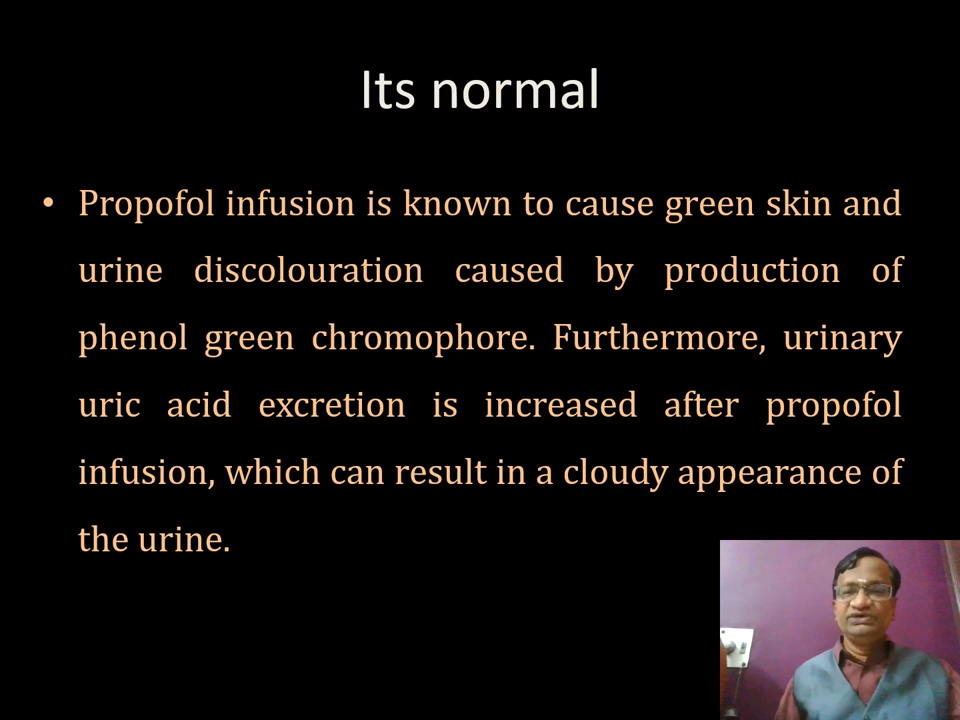 Its normal
• Propofol infusion is known to cause green skin and
urine discolouration caused by production of
phenol green chromophore. Furthermore, urinary
uric acid excretion is increased after propofol
infusion, which can result in a cloudy appearance of
the urine.